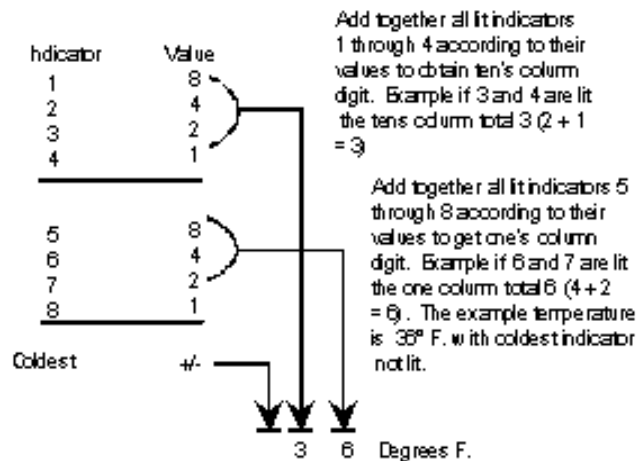 Add together all lit indicators
1 through 4 according to their
values to obtain ten's column
digit. Example if 3 and 4 are lit
the tens column total 3 (2 + 1
= 3)
Indicator Value
1 8
2 4
3 2
4 1
Add together all lit indicators 5
through 8 according to their
values to get one's column
digit. Example if 6 and 7 are lit
the one column total 6 (4 + 2
= 6). The example temperature
is 36° F. with coldest indicator
not lit.
5 8
6 4
7 2
8 1
Coldest +/-
3 6 Degrees F.